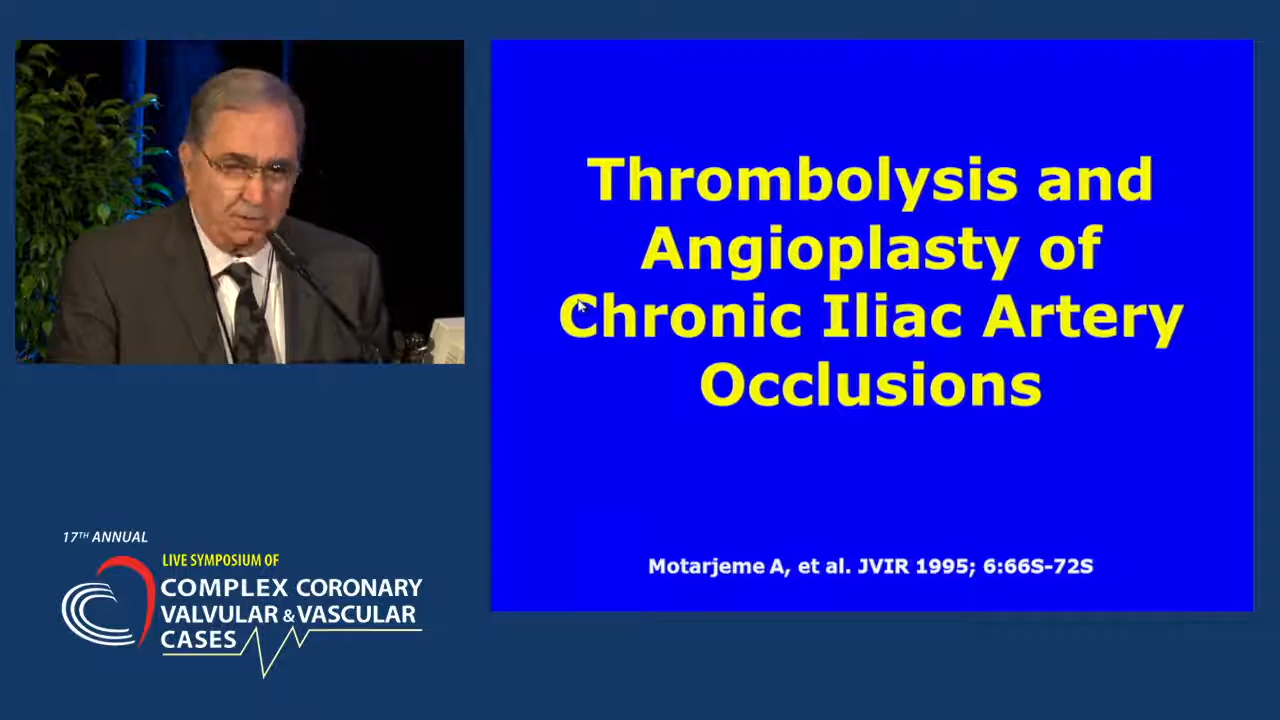 Thrombolysis and
Angioplasty of
Chronic Iliac Artery
Occlusions
Motarjeme A, et al. JVIR 1995; 6:66S-72S
17TH ANNUAL
LIVE SYMPOSIUM OF
COMPLEX CORONARY
VALVULAR & VASCULAR
CASES